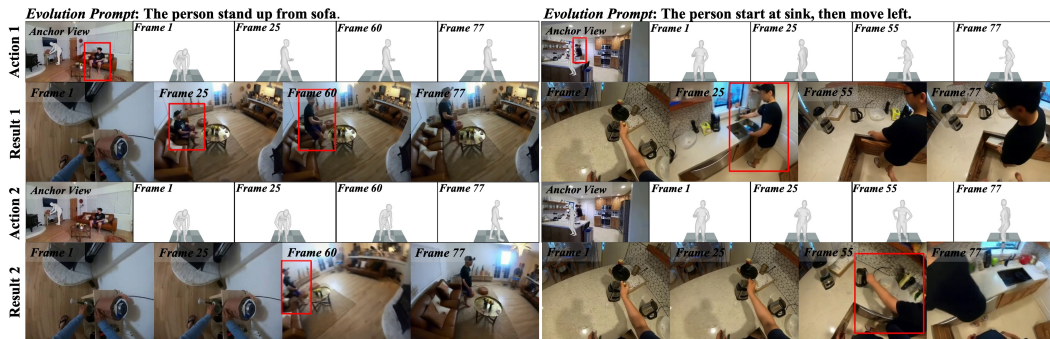 Evolution Prompt: The person stand up from sofa.
Evolution Prompt: The person start at sink, then move left.
Action 1
Anchor View
Frame 1
Frame 25
Frame 60
Frame 77
Anchor View
Frame 1
Frame 25
Frame 55
Frame 77
Result 1
Frame 1
Frame 25
Frame 60
Frame 77
Frame 1
Frame 25
Frame 55
Frame 77
Action 2
Anchor View
Frame 1
Frame 25
Frame 60
Frame 77
Anchor View
Frame 1
Frame 25
Frame 55
Frame 77
Result 2
Frame 1
Frame 25
Frame 60
Frame 77
Frame 1
Frame 25
Frame 55
Frame 77